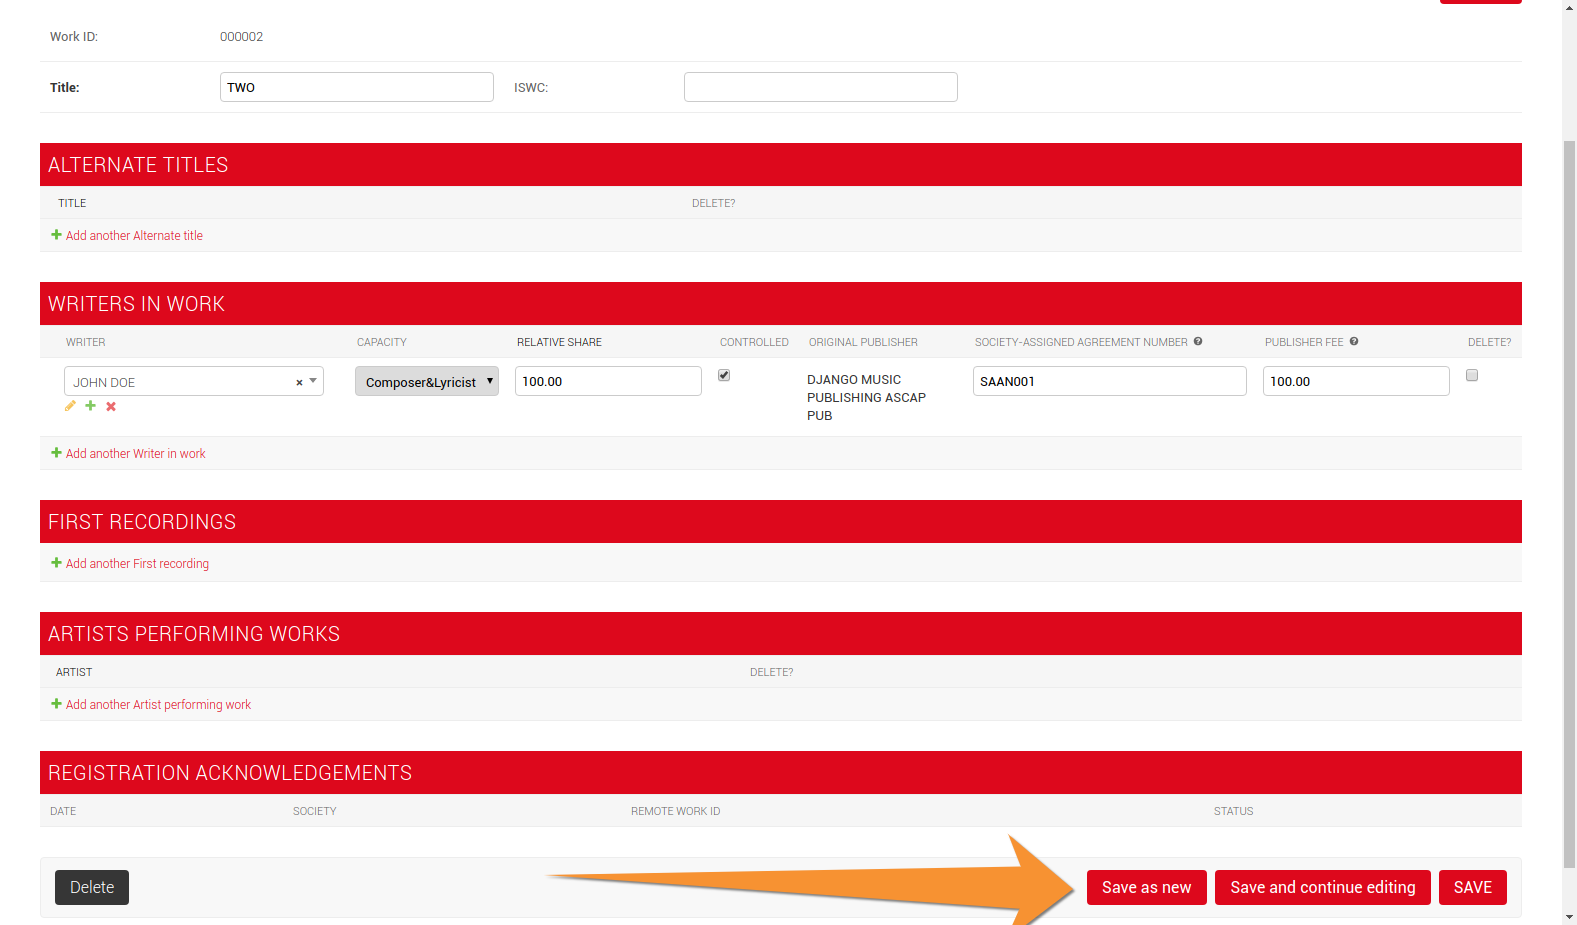 Work ID: 000002
Title: TWO ISWC:
ALTERNATE TITLES
TITLE DELETE?
Add another Alternate title
WRITERS IN WORK
WRITER CAPACITY RELATIVE SHARE CONTROLLED ORIGINAL PUBLISHER SOCIETY-ASSIGNED AGREEMENT NUMBER ? PUBLISHER FEE ? DELETE?
JOHN DOE × Composer&Lyricist 100.00 DJANGO MUSIC SAAN001 100.00
PUBLISHING ASCAP
PUB
Add another Writer in work
FIRST RECORDINGS
Add another First recording
ARTISTS PERFORMING WORKS
ARTIST DELETE?
Add another Artist performing work
REGISTRATION ACKNOWLEDGEMENTS
DATE SOCIETY REMOTE WORK ID STATUS
Delete Save as new Save and continue editing SAVE